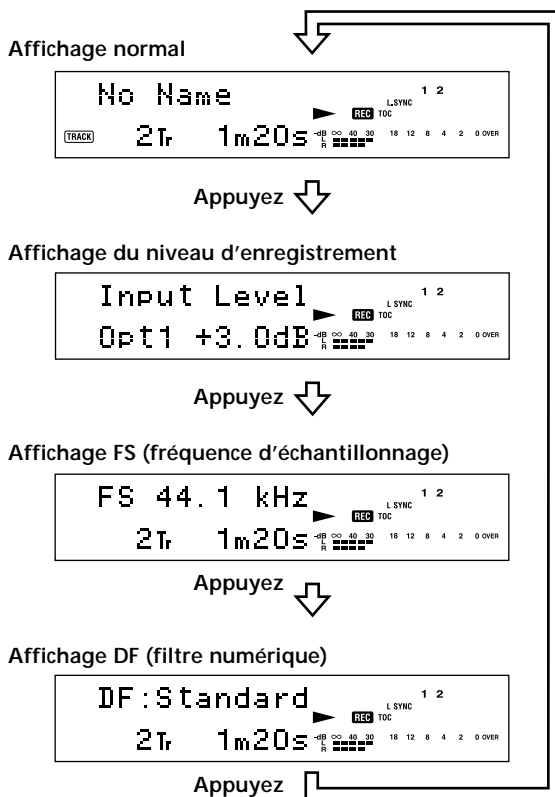 Affichage normal
No Name
1 2
L.SYNC
REC TOC
TRACK 2Tr 1m20s -dB ∞ 40 30 18 12 8 4 2 0 OVER
L
R
Appuyez
Affichage du niveau d'enregistrement
Input Level
1 2
L SYNC
REC TOC
Opt1 +3.0dB -dB ∞ 40 30 18 12 8 4 2 0 OVER
L
R
Appuyez
Affichage FS (fréquence d'échantillonnage)
FS 44.1 kHz
1 2
L SYNC
REC TOC
2Tr 1m20s -dB ∞ 40 30 18 12 8 4 2 0 OVER
L
R
Appuyez
Affichage DF (filtre numérique)
DF:Standard
1 2
L SYNC
REC TOC
2Tr 1m20s -dB ∞ 40 30 18 12 8 4 2 0 OVER
L
R
Appuyez